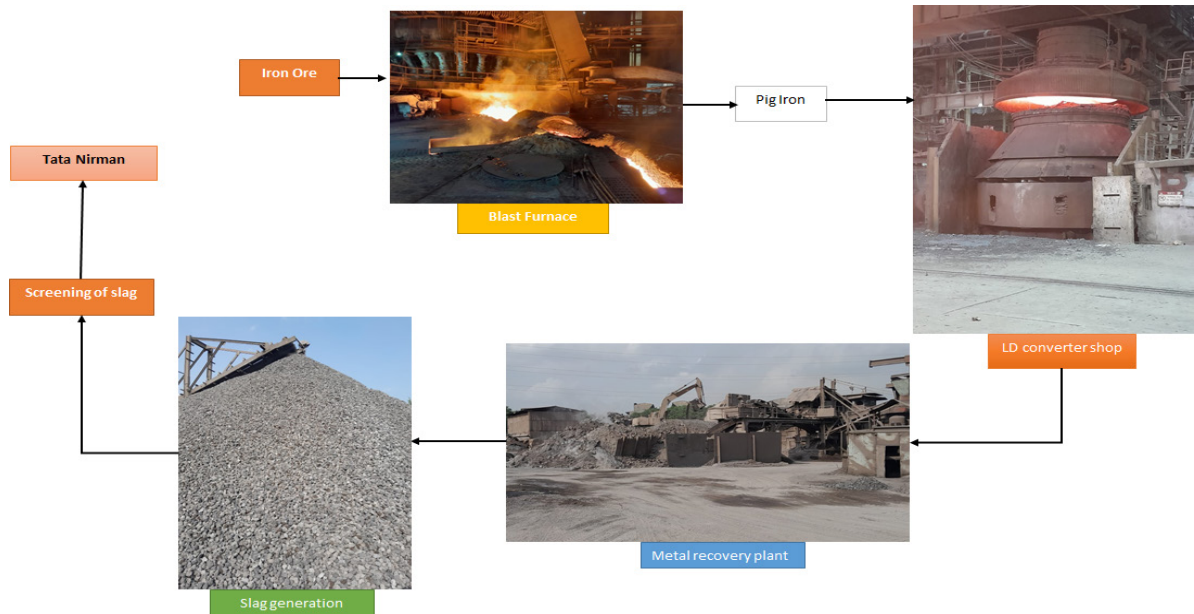 Iron Ore
Blast Furnace
Pig Iron
LD converter shop
Metal recovery plant
Slag generation
Screening of slag
Tata Nirman